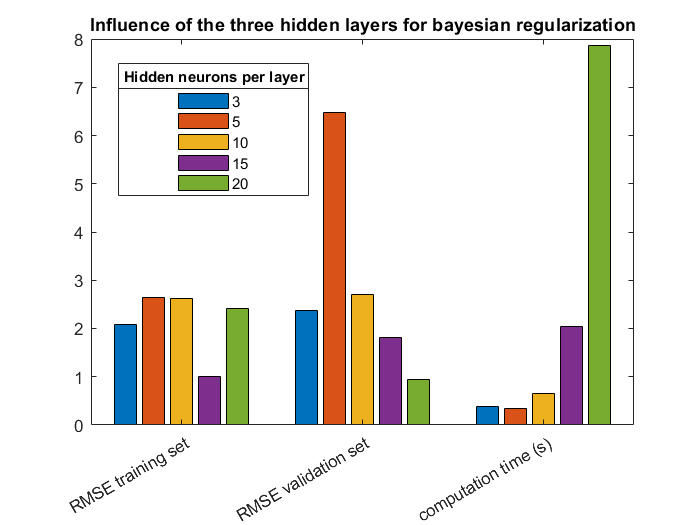 Influence of the three hidden layers for bayesian regularization
8
7
6
5
4
3
2
1
0
Hidden neurons per layer
3
5
10
15
20
RMSE training set
RMSE validation set
computation time (s)